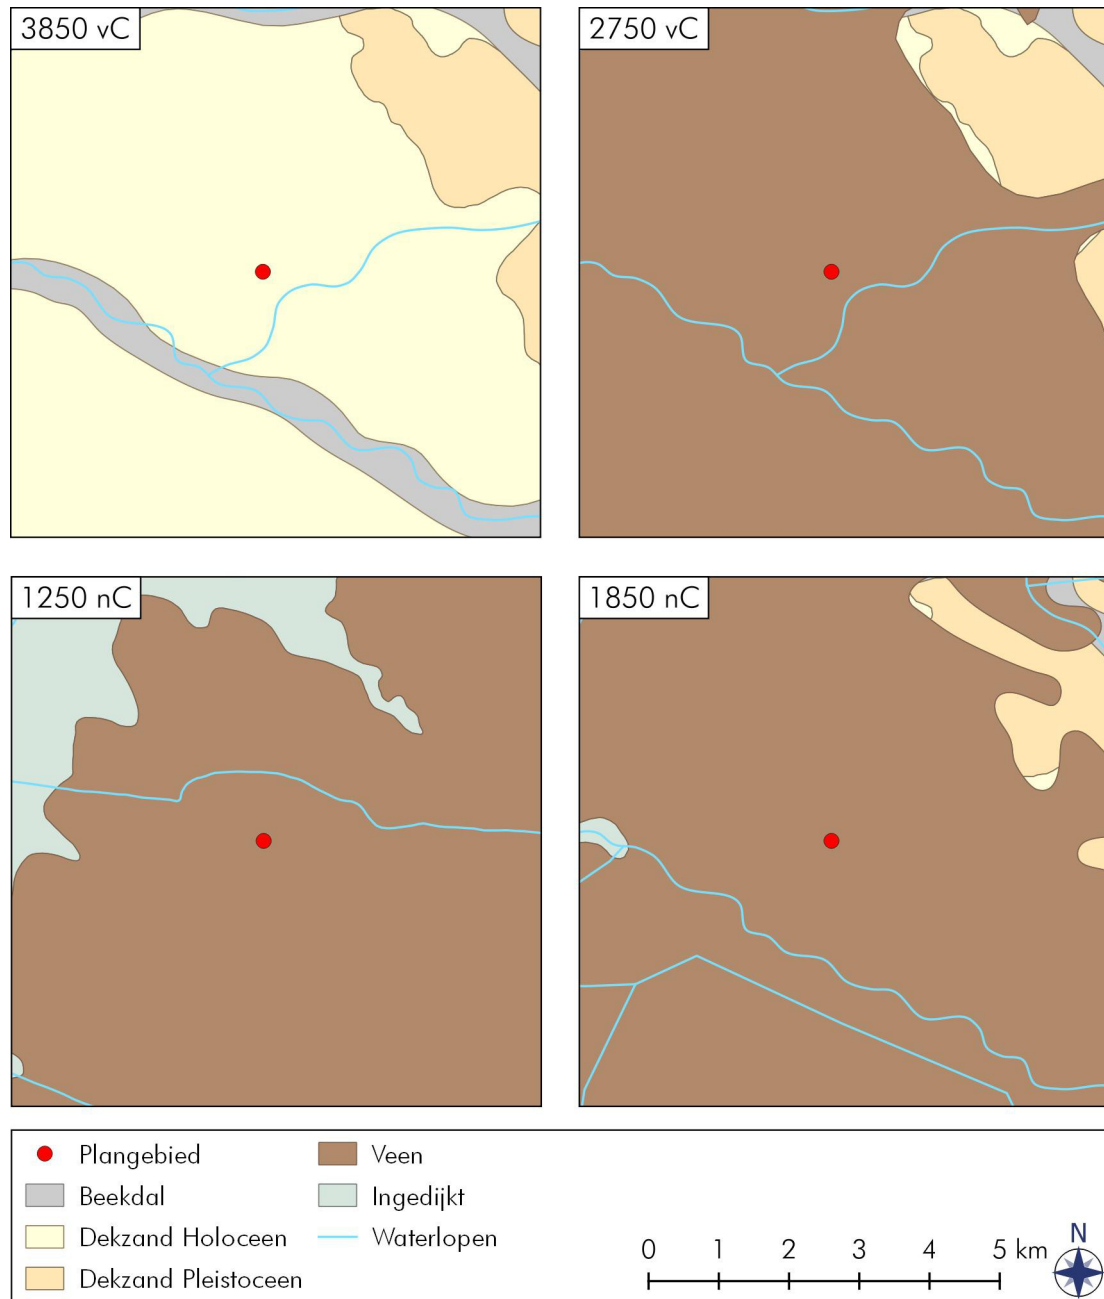 3850 vC
2750 vC
1250 nC
1850 nC
Plangebied
Beekdal
Dekzand Holoceen
Dekzand Pleistoceen
Veen
Ingedijkt
Waterlopen
0 1 2 3 4 5 km
N